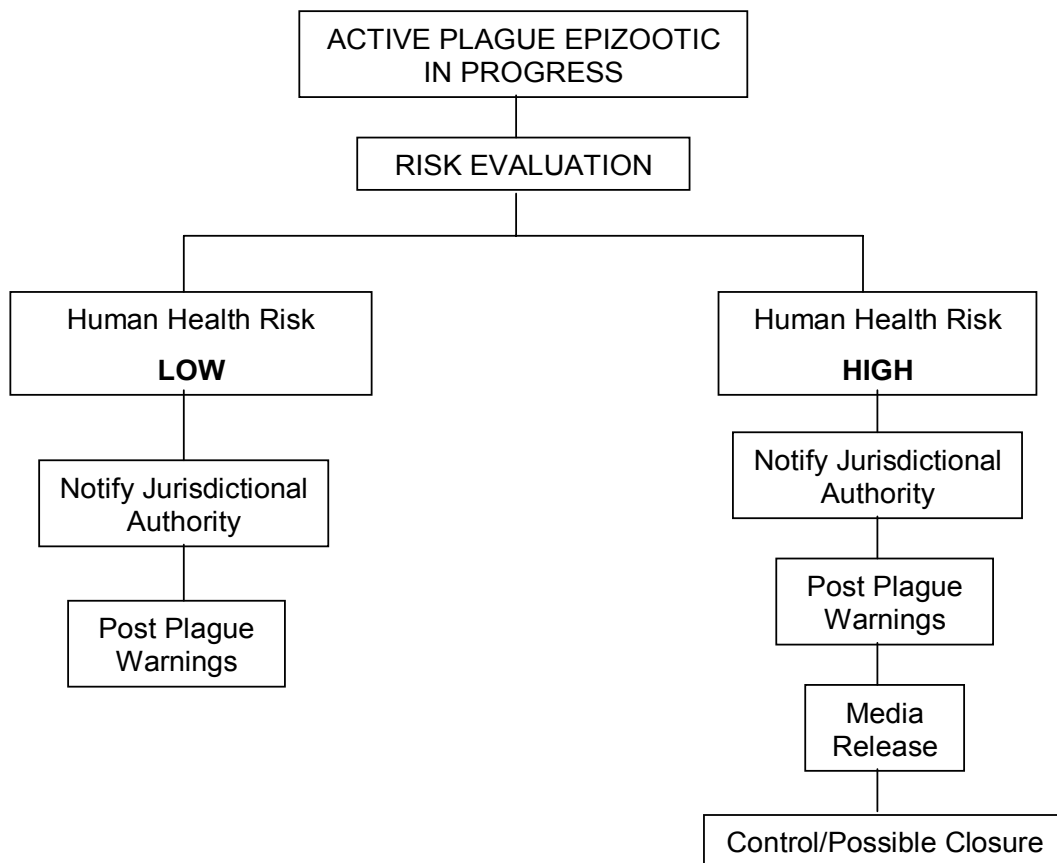 ACTIVE PLAGUE EPIZOOTIC
IN PROGRESS
RISK EVALUATION
Human Health Risk
LOW
Notify Jurisdictional
Authority
Post Plague
Warnings
Human Health Risk
HIGH
Notify Jurisdictional
Authority
Post Plague
Warnings
Media
Release
Control/Possible Closure